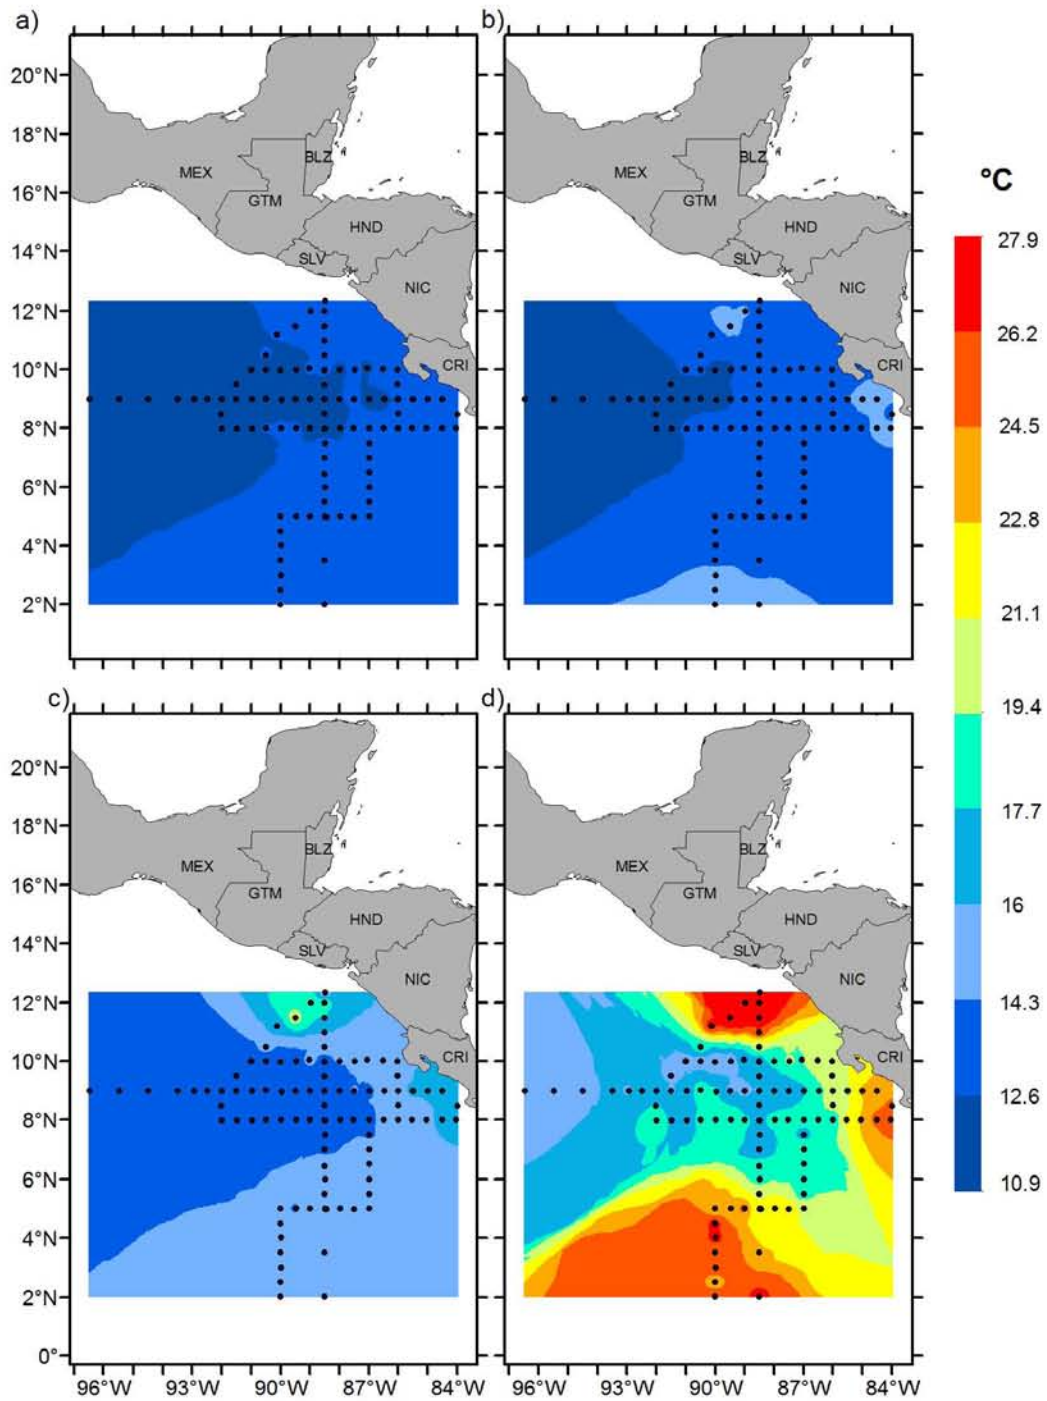 a)
b)
20°N
18°N
16°N
14°N
12°N
10°N
8°N
6°N
4°N
2°N
MEX
BLZ
GTM
HND
SLV
NIC
CRI
MEX
BLZ
GTM
HND
SLV
NIC
CRI
°C
27.9
26.2
24.5
22.8
21.1
19.4
17.7
16
14.3
12.6
10.9
c)
d)
20°N
18°N
16°N
14°N
12°N
10°N
8°N
6°N
4°N
2°N
0°
MEX
BLZ
GTM
HND
SLV
NIC
CRI
MEX
BLZ
GTM
HND
SLV
NIC
CRI
96°W 93°W 90°W 87°W 84°W
96°W 93°W 90°W 87°W 84°W